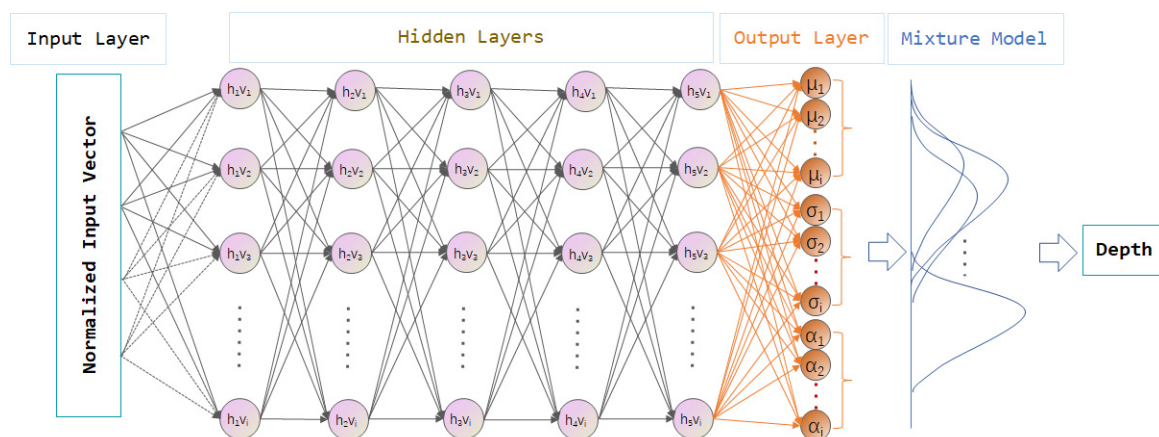 Input Layer
Hidden Layers
Output Layer
Mixture Model
Normalized Input Vector
h₁v₁ h₂v₁ h₃v₁ h₄v₁ h₅v₁
h₁v₂ h₂v₂ h₃v₂ h₄v₂ h₅v₂
h₁v₃ h₂v₃ h₃v₃ h₄v₃ h₅v₃
h₁vᵢ h₂vᵢ h₃vᵢ h₄vᵢ h₅vᵢ
μ₁
μ₂
μᵢ
σ₁
σ₂
σᵢ
α₁
α₂
αᵢ
Depth